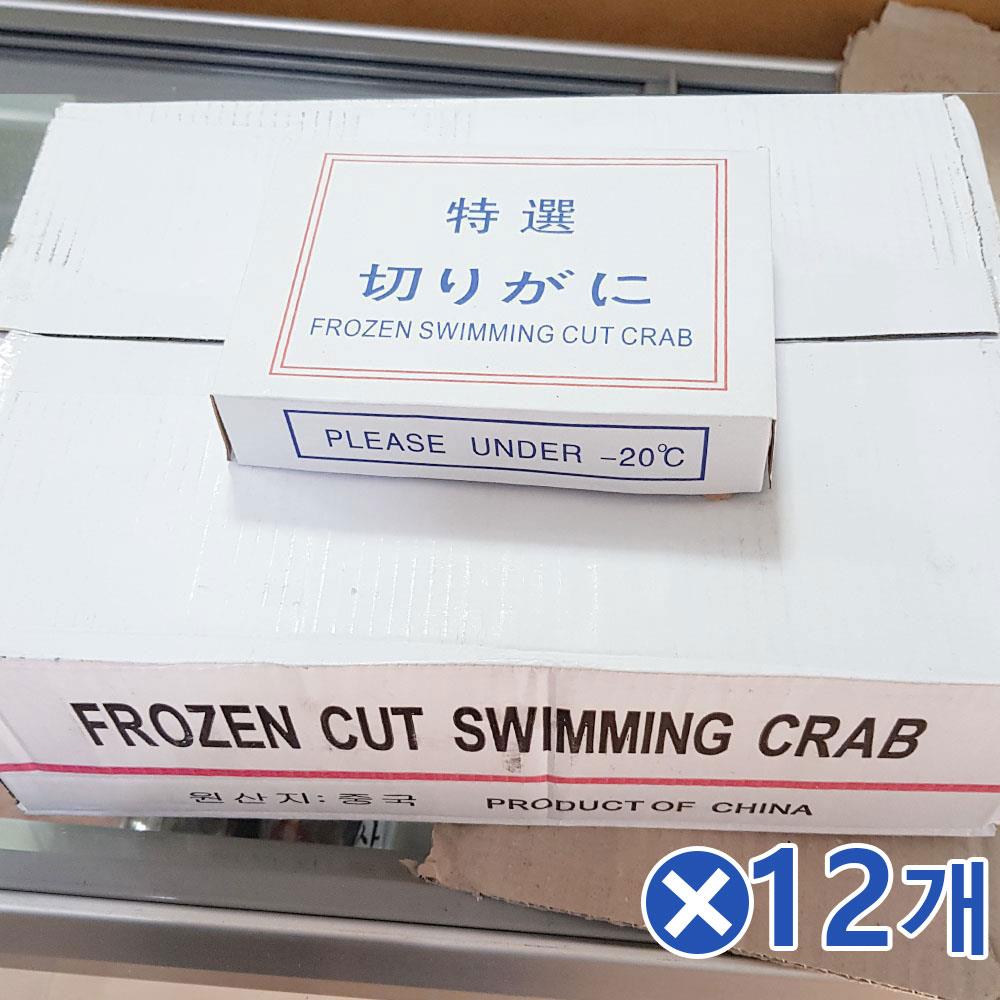 特選
切りがに
FROZEN SWIMMING CUT CRAB
PLEASE UNDER -20℃
FROZEN CUT SWIMMING CRAB
원산지: 중국 PRODUCT OF CHINA
×12개